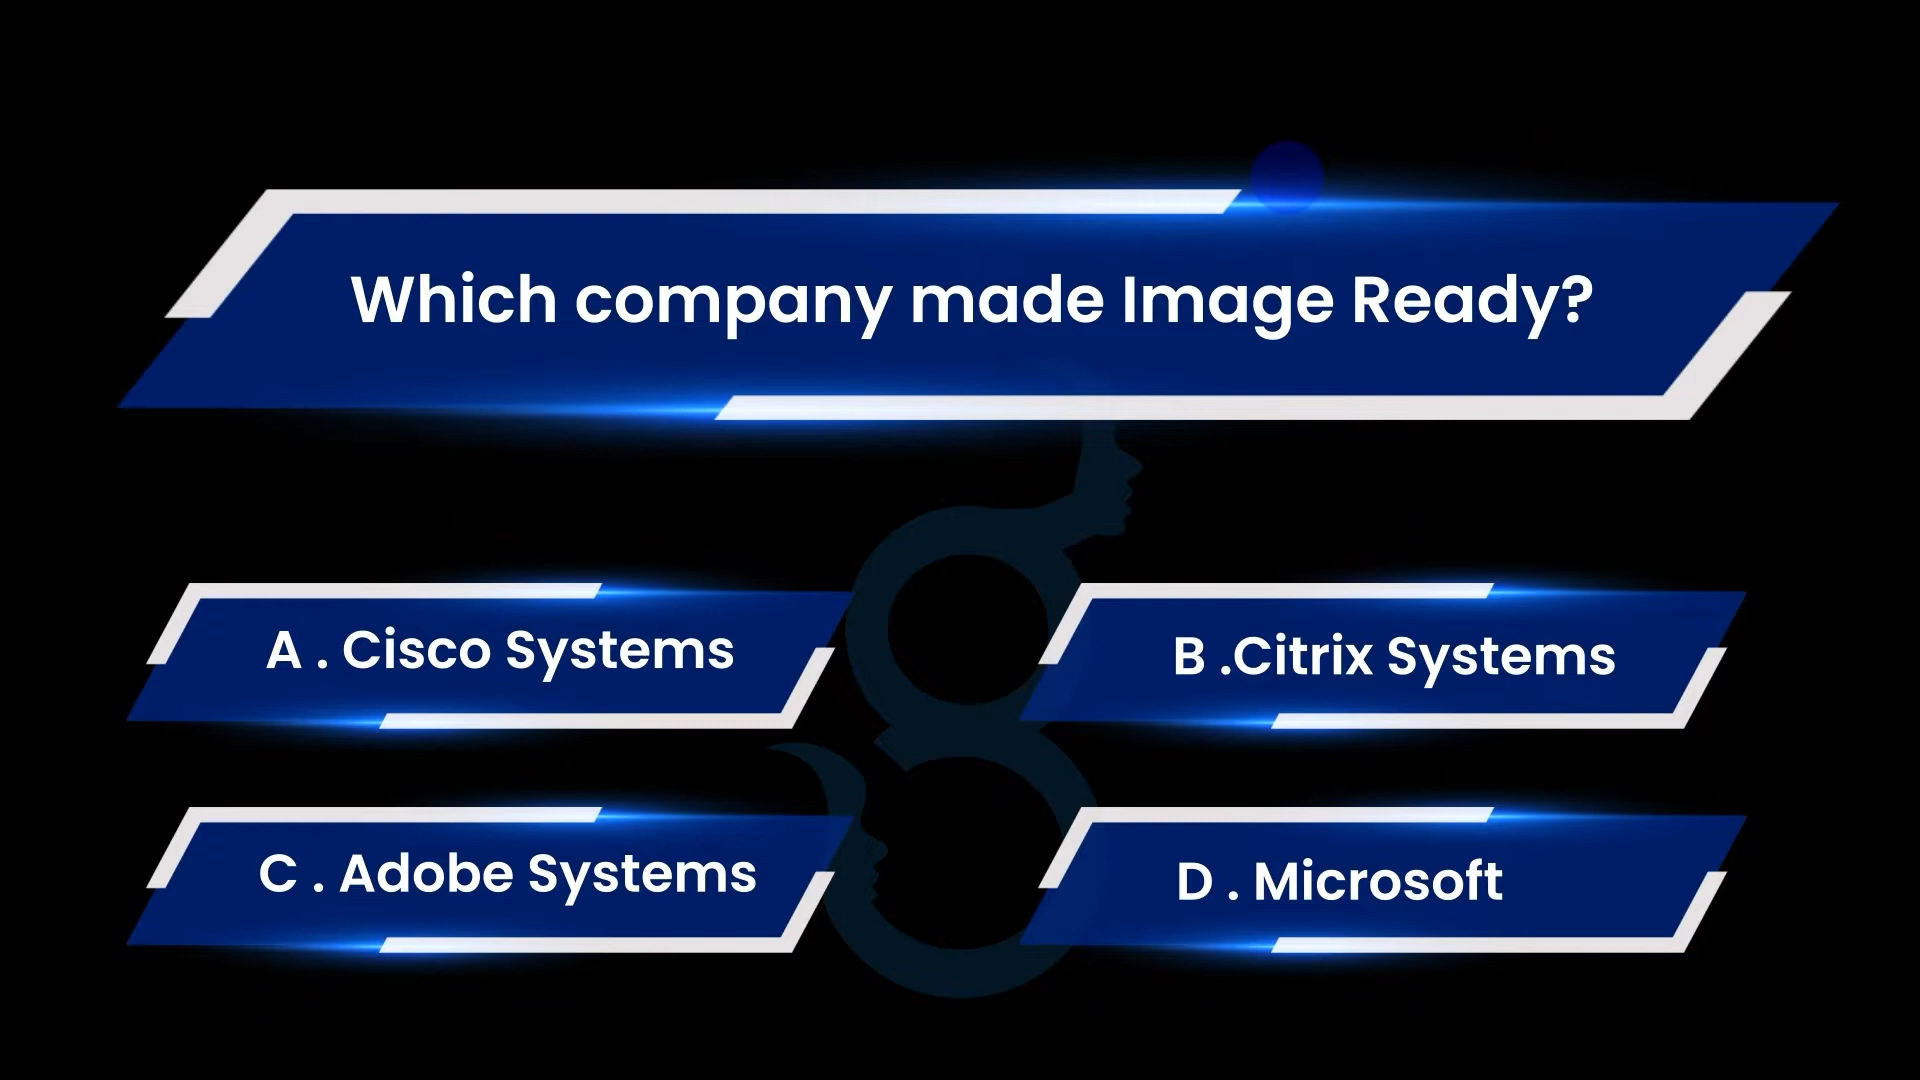 Which company made Image Ready?
A . Cisco Systems
B .Citrix Systems
C . Adobe Systems
D . Microsoft